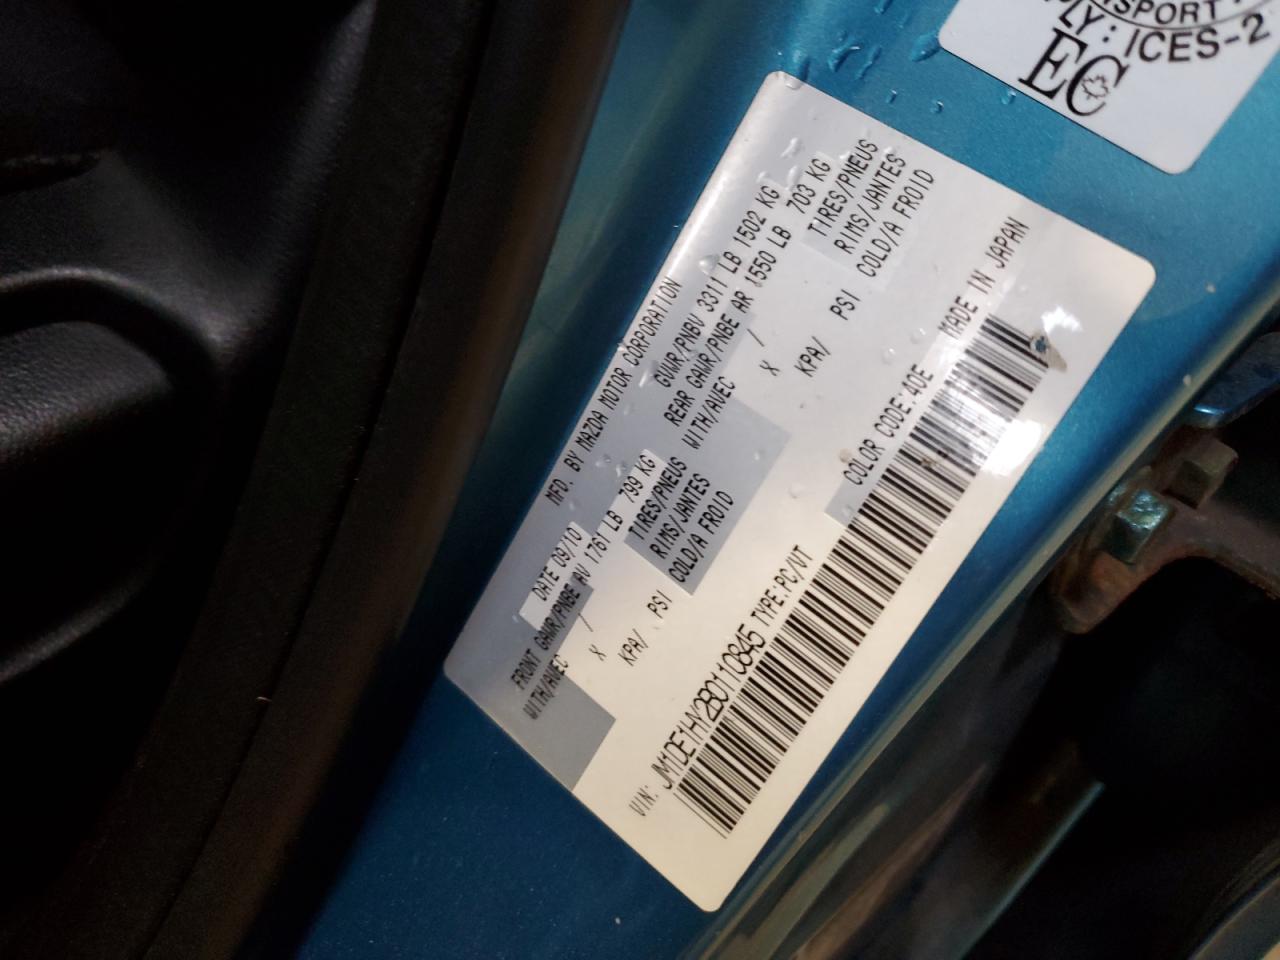 NSPORT
LY: ICES-2
EC
MFD. BY MAZDA MOTOR CORPORATION
DATE 09/10 GVWR/PNBV 3311 LB 1502 KG
FRONT GAWR/PNBE AV 1761 LB 799 KG REAR GAWR/PNBE AR 1550 LB 703 KG
WITH/AVEC / TIRES/PNEUS WITH/AVEC / TIRES/PNEUS
X RIMS/JANTES X RIMS/JANTES
KPA/ PSI COLD/A FROID KPA/ PSI COLD/A FROID
VIN: JM1DE1HY2B0110845 TYPE:PC/VT COLOR CODE:40E MADE IN JAPAN